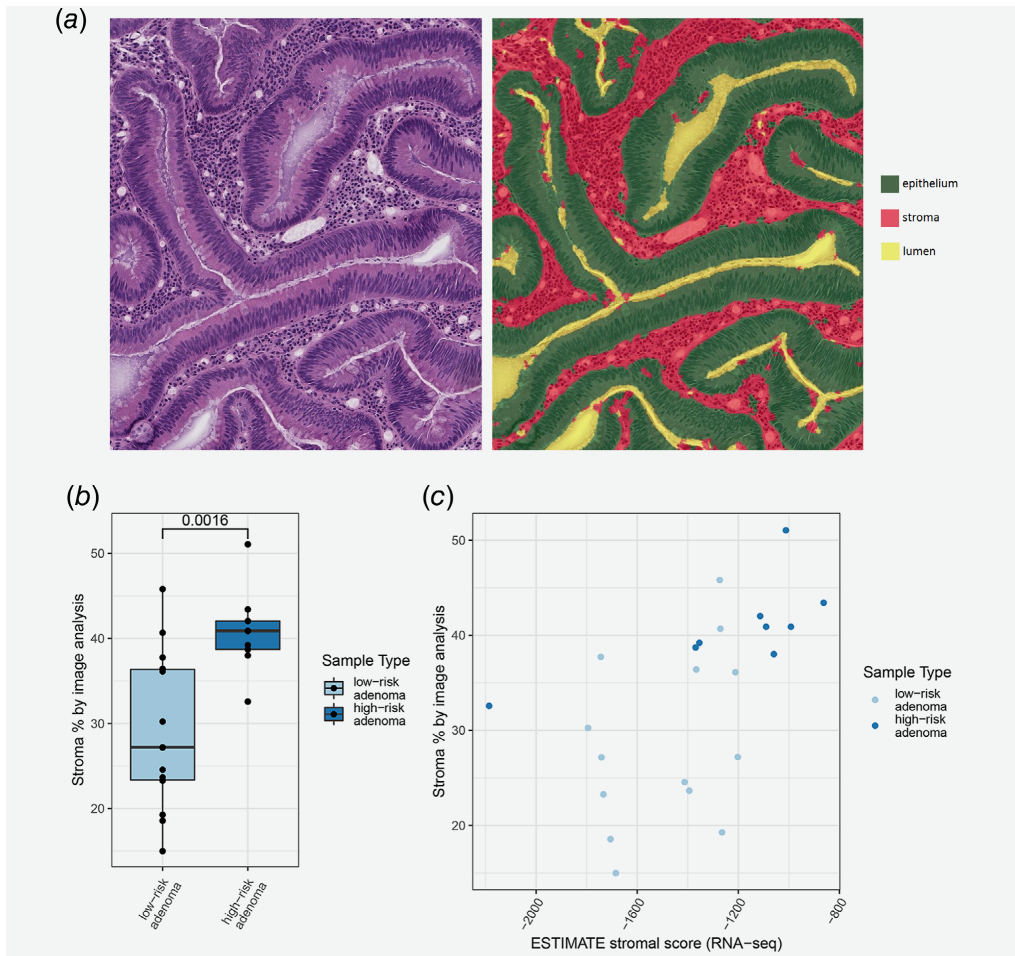 (a)
epithelium
stroma
lumen
(b)
0.0016
50
40
30
20
Stroma % by image analysis
low−risk
adenoma
high−risk
adenoma
Sample Type
low−risk
adenoma
high−risk
adenoma
(c)
50
40
30
20
Stroma % by image analysis
−2000
−1600
−1200
−800
ESTIMATE stromal score (RNA−seq)
Sample Type
low−risk
adenoma
high−risk
adenoma